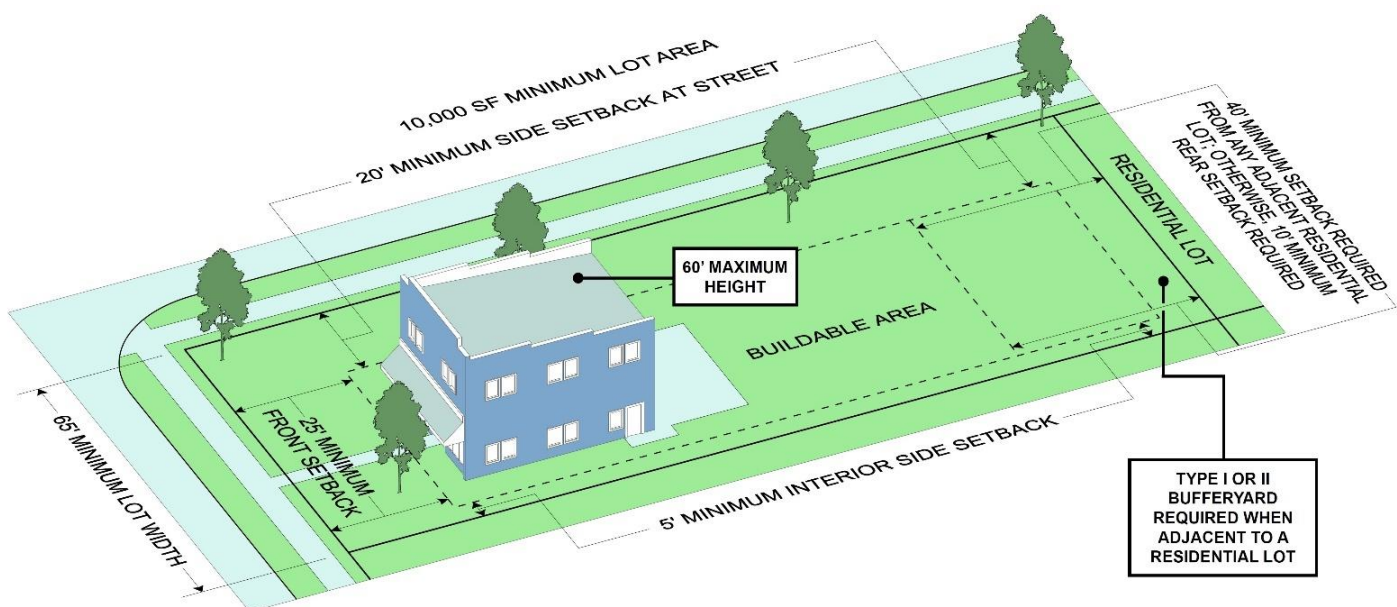 10,000 SF MINIMUM LOT AREA
20' MINIMUM SIDE SETBACK AT STREET
40' MINIMUM SETBACK REQUIRED
FROM ANY ADJACENT RESIDENTIAL
LOT; OTHERWISE, 10' MINIMUM
REAR SETBACK REQUIRED
RESIDENTIAL LOT
60' MAXIMUM
HEIGHT
BUILDABLE AREA
25' MINIMUM
FRONT SETBACK
65' MINIMUM LOT WIDTH
5' MINIMUM INTERIOR SIDE SETBACK
TYPE I OR II
BUFFERYARD
REQUIRED WHEN
ADJACENT TO A
RESIDENTIAL LOT